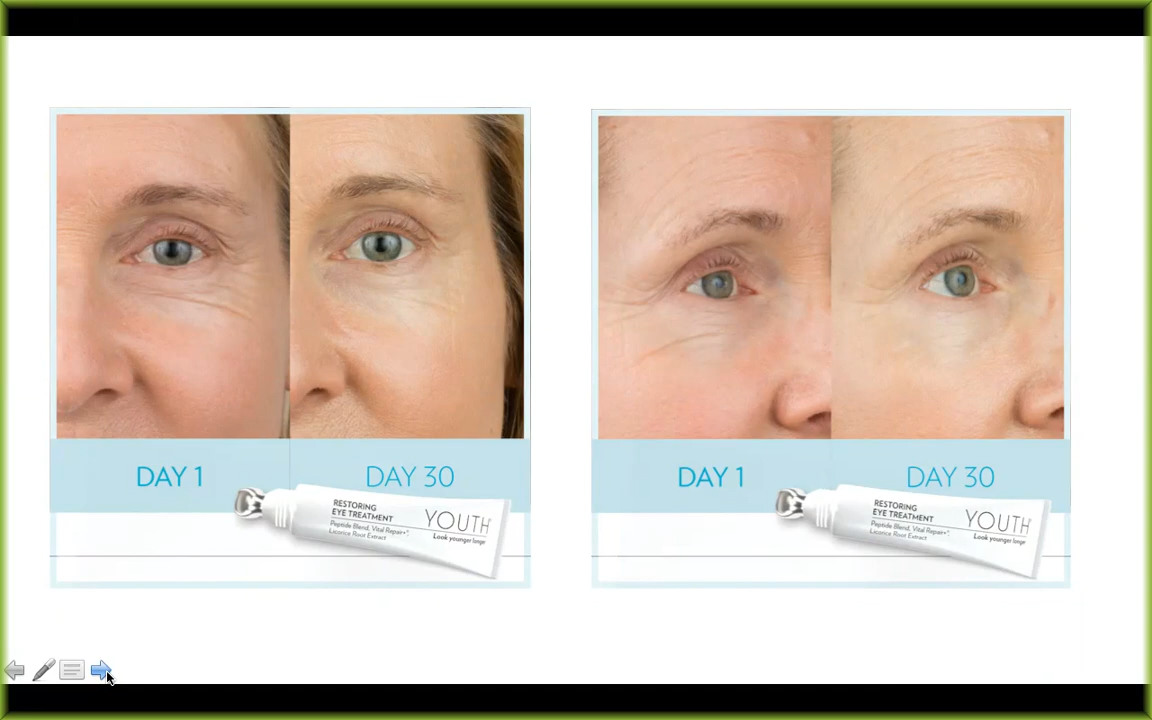 DAY 1
DAY 30
RESTORING
EYE TREATMENT
Peptide Blend, Vital Repair+,
Licorice Root Extract
YOUTH
Look younger longer
DAY 1
DAY 30
RESTORING
EYE TREATMENT
Peptide Blend, Vital Repair+,
Licorice Root Extract
YOUTH
Look younger longer